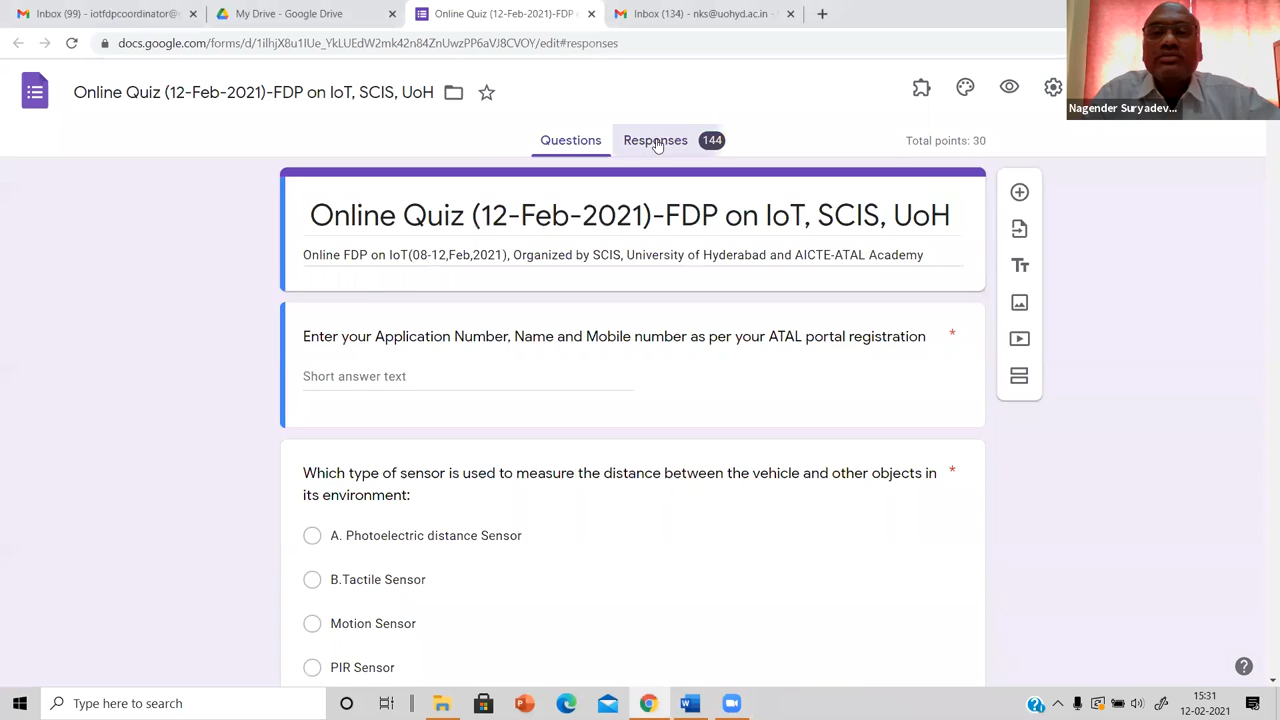 Inbox (99) - iotfdpcoordinator@
My Drive - Google Drive
Online Quiz (12-Feb-2021)-FDP
Inbox (134) - nks@uohyd.ac.in -
docs.google.com/forms/d/1ilhjX8u1IUe_YkLUEdW2mk42n84ZnUwzPP6aVJ8CVOY/edit#responses
Online Quiz (12-Feb-2021)-FDP on IoT, SCIS, UoH
Nagender Suryadev...
Questions
Responses
144
Total points: 30
Online Quiz (12-Feb-2021)-FDP on IoT, SCIS, UoH
Online FDP on IoT(08-12,Feb,2021), Organized by SCIS, University of Hyderabad and AICTE-ATAL Academy
Enter your Application Number, Name and Mobile number as per your ATAL portal registration *
Short answer text
Which type of sensor is used to measure the distance between the vehicle and other objects in *
its environment:
A. Photoelectric distance Sensor
B.Tactile Sensor
Motion Sensor
PIR Sensor
Type here to search
15:31
12-02-2021